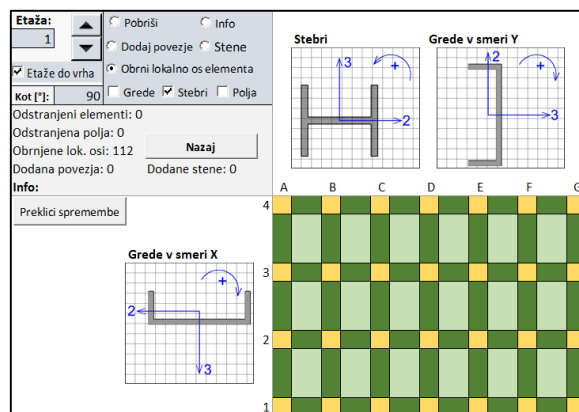 Etaža:
1
Pobriši
Info
Dodaj povezje
Stene
Etaže do vrha
Obrni lokalno os elementa
Kot [°]: 90
Grede
Stebri
Polja
Odstranjeni elementi: 0
Odstranjena polja: 0
Obrnjene lok. osi: 112
Nazaj
Dodana povezja: 0
Dodane stene: 0
Info:
Preklici spremembe
Stebri
3
+
2
Grede v smeri Y
2
+
3
Grede v smeri X
+
2
3
A B C D E F G
4
3
2
1